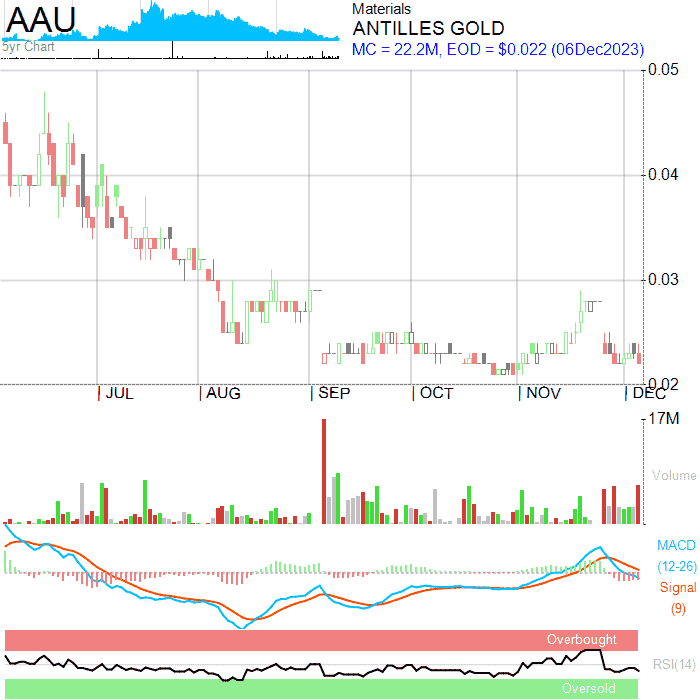 AAU
5yr Chart
Materials
ANTILLES GOLD
MC = 22.2M, EOD = $0.022 (06Dec2023)
0.05
0.04
0.03
0.02
JUL
AUG
SEP
OCT
NOV
DEC
17M
Volume
MACD
(12-26)
Signal
(9)
Overbought
RSI(14)
Oversold